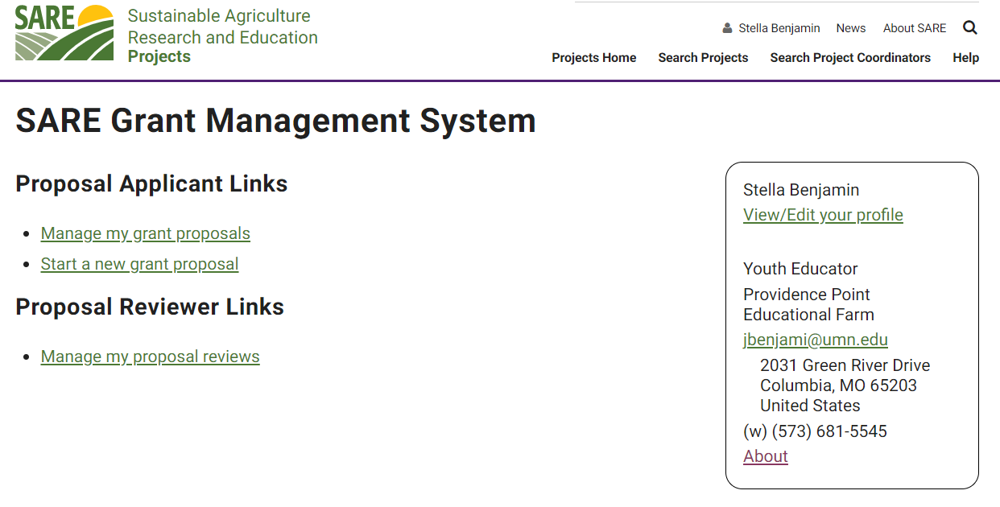 SARE
Sustainable Agriculture
Research and Education
Projects
Stella Benjamin News About SARE
Projects Home Search Projects Search Project Coordinators Help
SARE Grant Management System
Proposal Applicant Links
Manage my grant proposals
Start a new grant proposal
Proposal Reviewer Links
Manage my proposal reviews
Stella Benjamin
View/Edit your profile
Youth Educator
Providence Point
Educational Farm
jbenjami@umn.edu
2031 Green River Drive
Columbia, MO 65203
United States
(w) (573) 681-5545
About